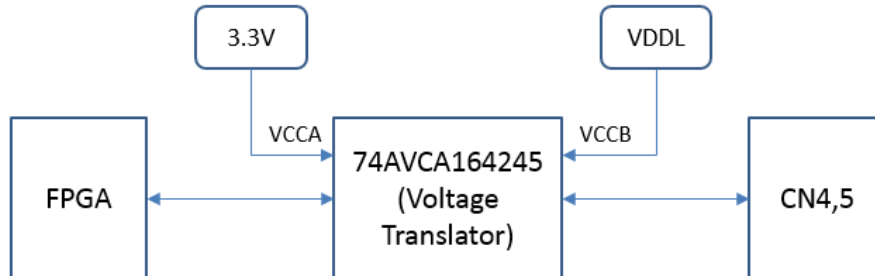 3.3V
VDDL
VCCA
VCCB
FPGA
74AVCA164245
(Voltage
Translator)
CN4,5